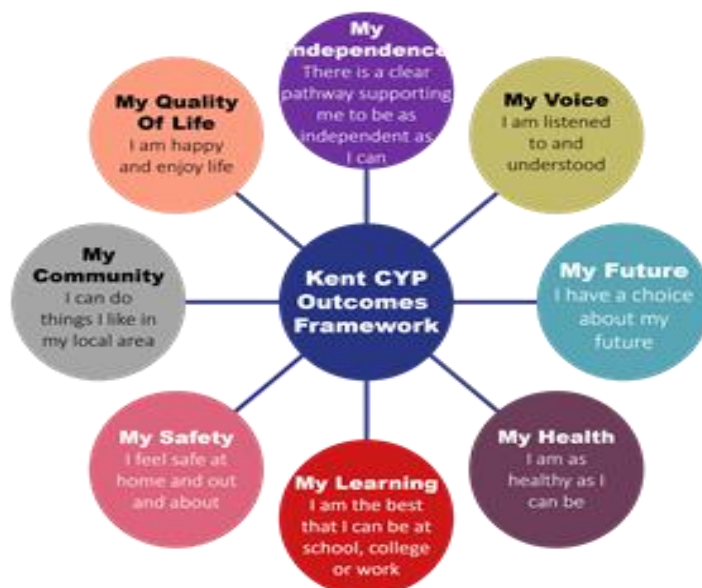 My
Independence
There is a clear
pathway supporting
me to be as
independent as
I can
My Voice
I am listened
to and
understood
My Future
I have a choice
about my
future
My Health
I am as
healthy as I
can be
My Learning
I am the best
that I can be at
school, college
or work
My Safety
I feel safe at
home and out
and about
My
Community
I can do
things I like in
my local area
My Quality
Of Life
I am happy
and enjoy life
Kent CYP
Outcomes
Framework